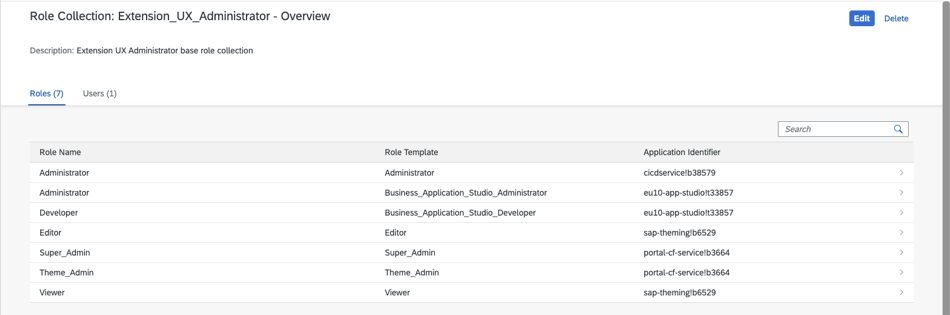 Role Collection: Extension_UX_Administrator - Overview Edit Delete
Description: Extension UX Administrator base role collection
Roles (7) Users (1)
Search
Role Name Role Template Application Identifier
Administrator Administrator cicdservice!b38579
Administrator Business_Application_Studio_Administrator eu10-app-studio!t33857
Developer Business_Application_Studio_Developer eu10-app-studio!t33857
Editor Editor sap-theming!b6529
Super_Admin Super_Admin portal-cf-service!b3664
Theme_Admin Theme_Admin portal-cf-service!b3664
Viewer Viewer sap-theming!b6529